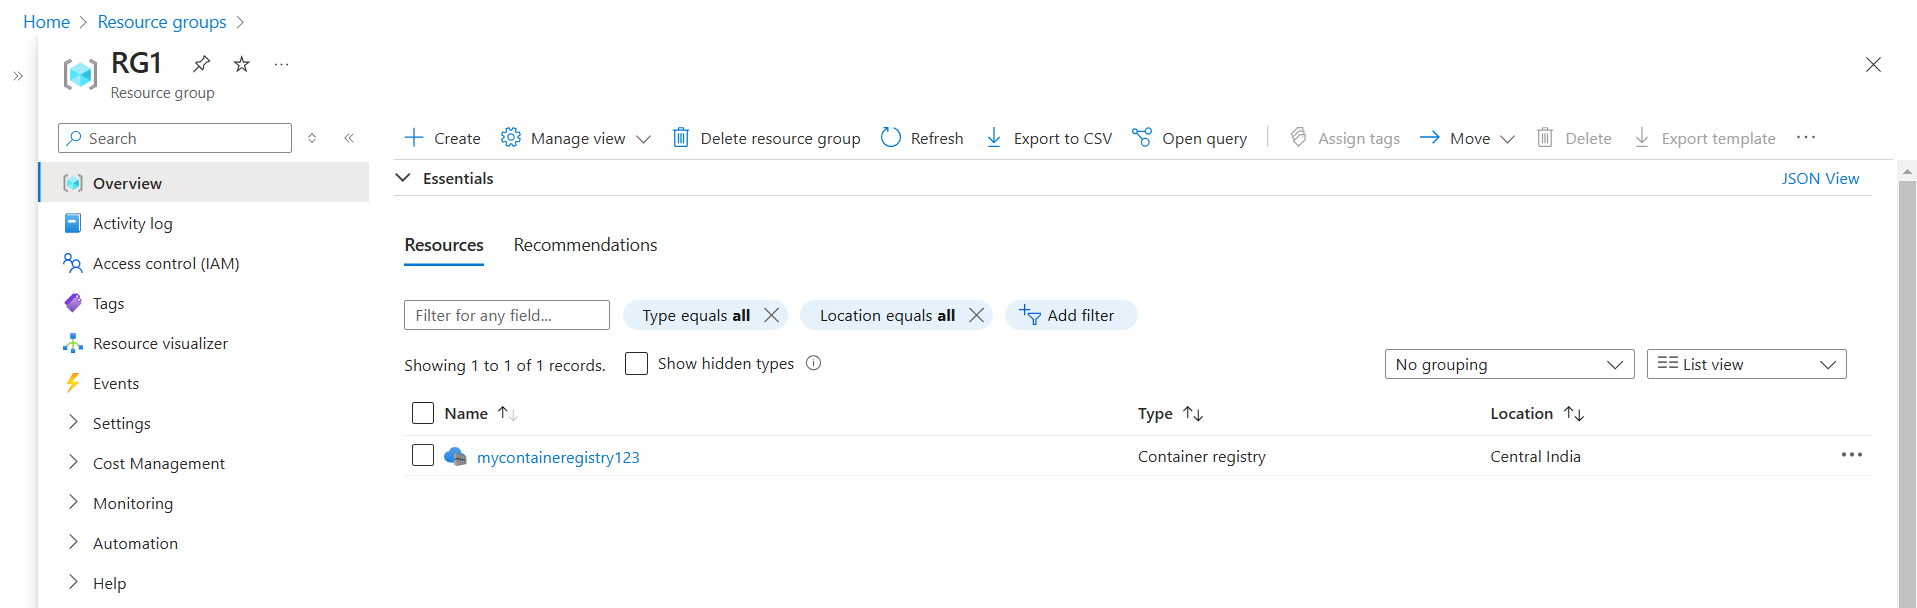 Home > Resource groups >
RG1
Resource group
Search
Overview
Activity log
Access control (IAM)
Tags
Resource visualizer
Events
Settings
Cost Management
Monitoring
Automation
Help
Create Manage view Delete resource group Refresh Export to CSV Open query Assign tags Move Delete Export template
Essentials JSON View
Resources Recommendations
Filter for any field... Type equals all Location equals all Add filter
Showing 1 to 1 of 1 records. Show hidden types No grouping List view
Name Type Location
mycontaineregistry123 Container registry Central India